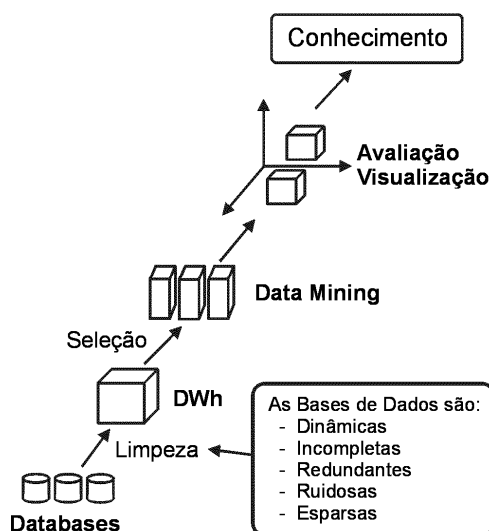 Conhecimento
Avaliação
Visualização
Data Mining
Seleção
DWh
Limpeza
Databases
As Bases de Dados são:
- Dinâmicas
- Incompletas
- Redundantes
- Ruidosas
- Esparsas